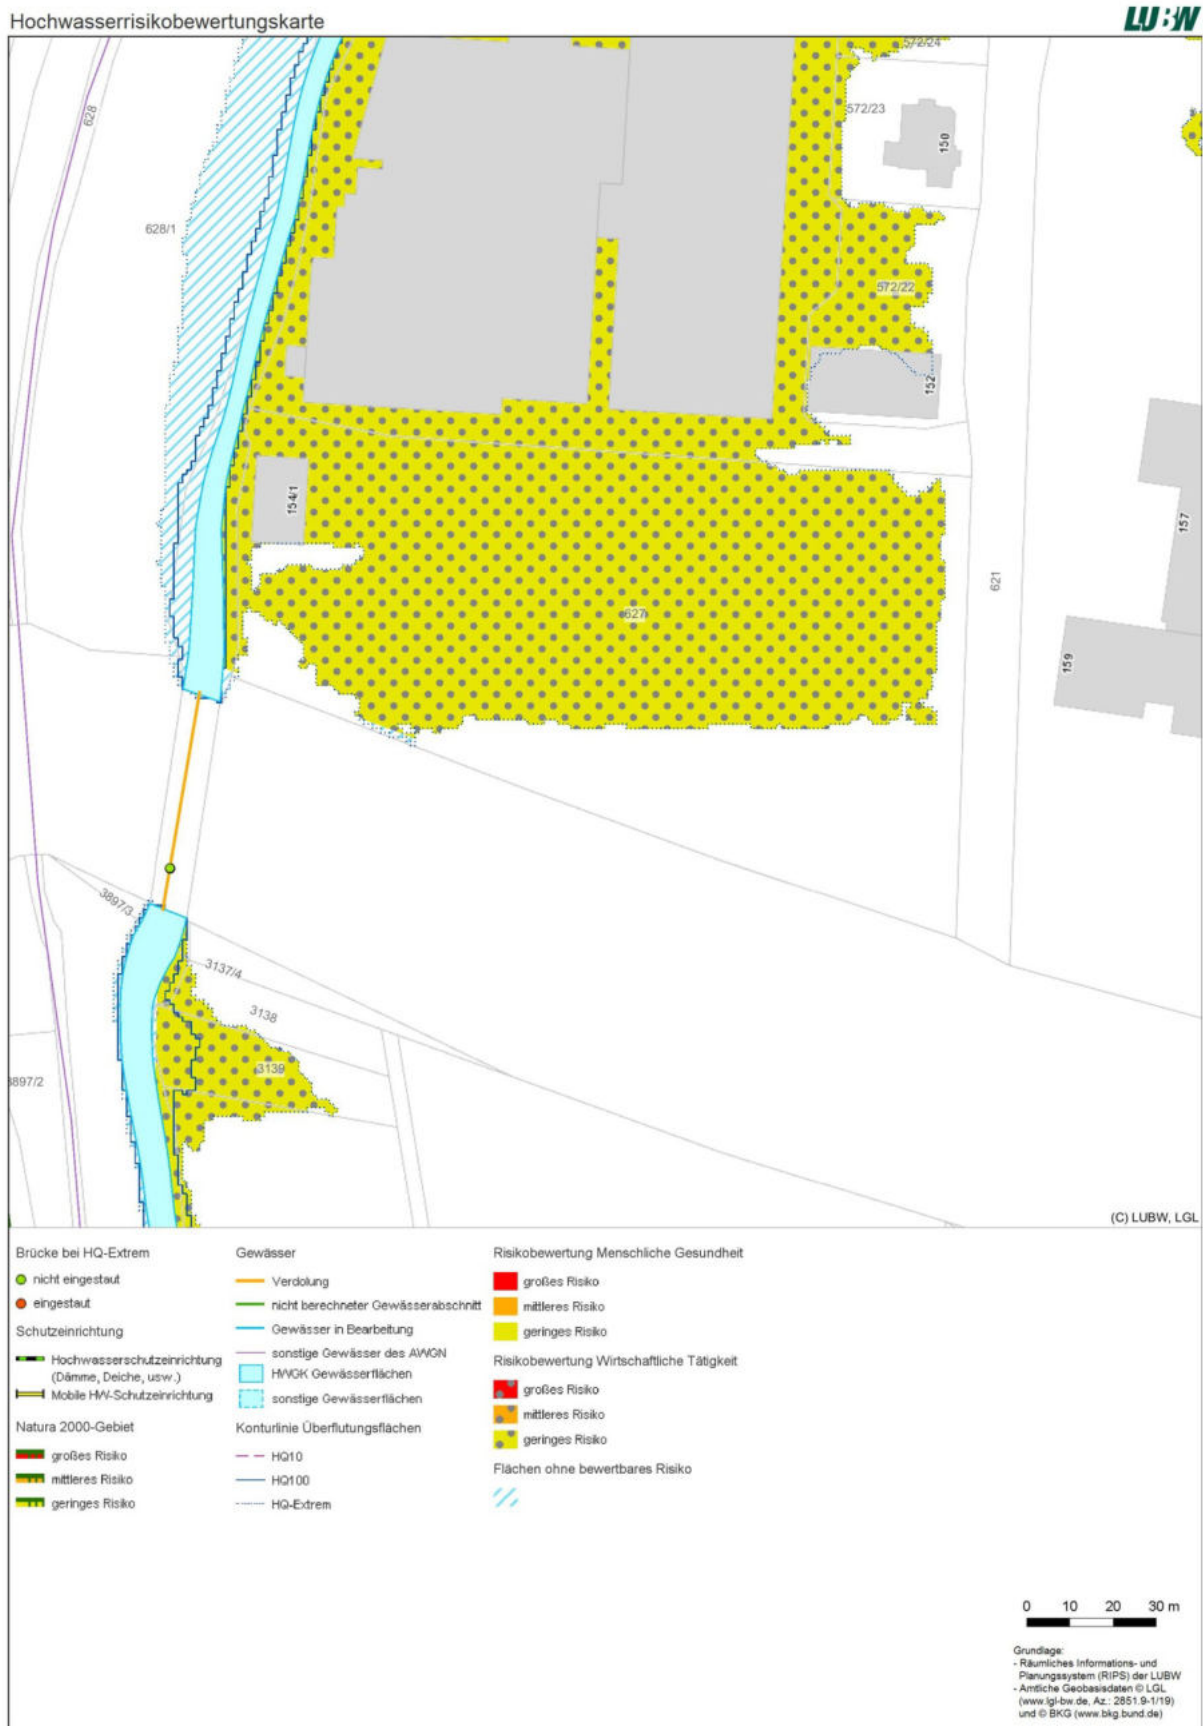 Hochwasserrisikobewertungskarte
LUBW
572/24
628
572/23
150
628/1
572/22
152
154/1
157
621
627
159
3897/3
3137/4
3138
3139
3897/2
(C) LUBW, LGL
Brücke bei HQ-Extrem
nicht eingestaut
eingestaut
Schutzeinrichtung
Hochwasserschutzeinrichtung
(Dämme, Deiche, usw.)
Mobile HW-Schutzeinrichtung
Natura 2000-Gebiet
großes Risiko
mittleres Risiko
geringes Risiko
Gewässer
Verdolung
nicht berechneter Gewässerabschnitt
Gewässer in Bearbeitung
sonstige Gewässer des AWGN
HWGK Gewässerflächen
sonstige Gewässerflächen
Konturlinie Überflutungsflächen
HQ10
HQ100
HQ-Extrem
Risikobewertung Menschliche Gesundheit
großes Risiko
mittleres Risiko
geringes Risiko
Risikobewertung Wirtschaftliche Tätigkeit
großes Risiko
mittleres Risiko
geringes Risiko
Flächen ohne bewertbares Risiko
0 10 20 30 m
Grundlage:
- Räumliches Informations- und
Planungssystem (RIPS) der LUBW
- Amtliche Geobasisdaten © LGL
(www.lgl-bw.de, Az.: 2851.9-1/19)
und © BKG (www.bkg.bund.de)